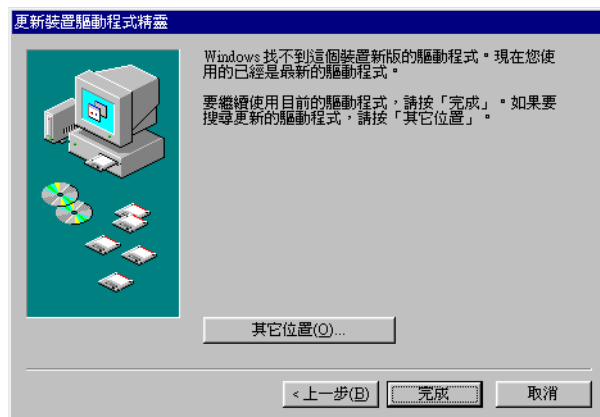 更新裝置驅動程式精靈
Windows 找不到這個裝置新版的驅動程式。現在您使
用的已經是最新的驅動程式。
要繼續使用目前的驅動程式，請按「完成」。如果要
搜尋更新的驅動程式，請按「其它位置」。
其它位置(O)...
<上一步(B)
完成
取消